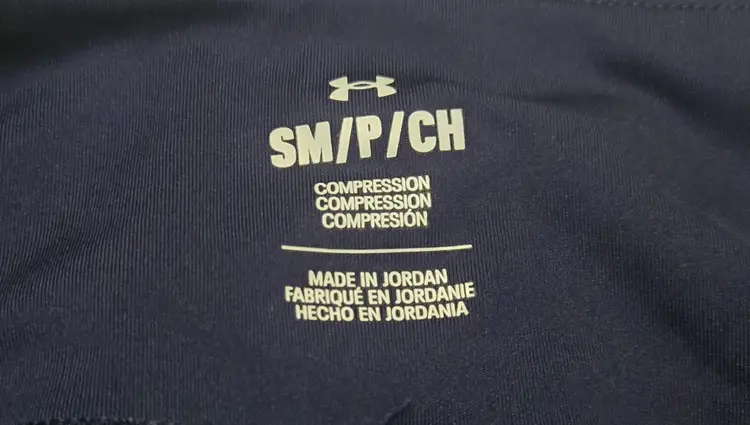 SM/P/CH
COMPRESSION
COMPRESSION
COMPRESIÓN
MADE IN JORDAN
FABRIQUÉ EN JORDANIE
HECHO EN JORDANIA